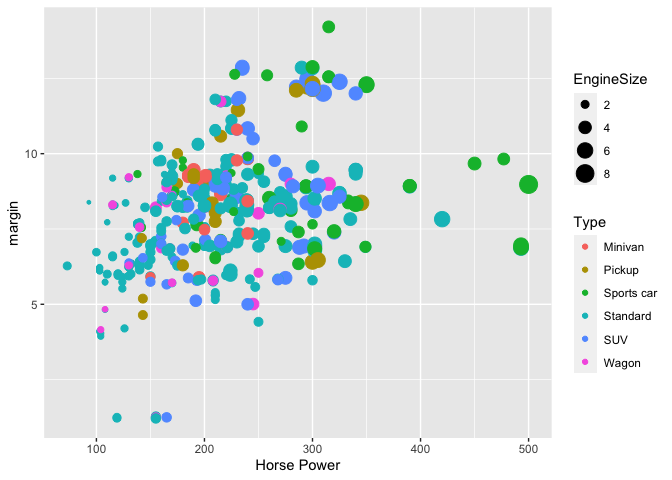 margin
10
5
100
200
300
400
500
Horse Power
EngineSize
2
4
6
8
Type
Minivan
Pickup
Sports car
Standard
SUV
Wagon